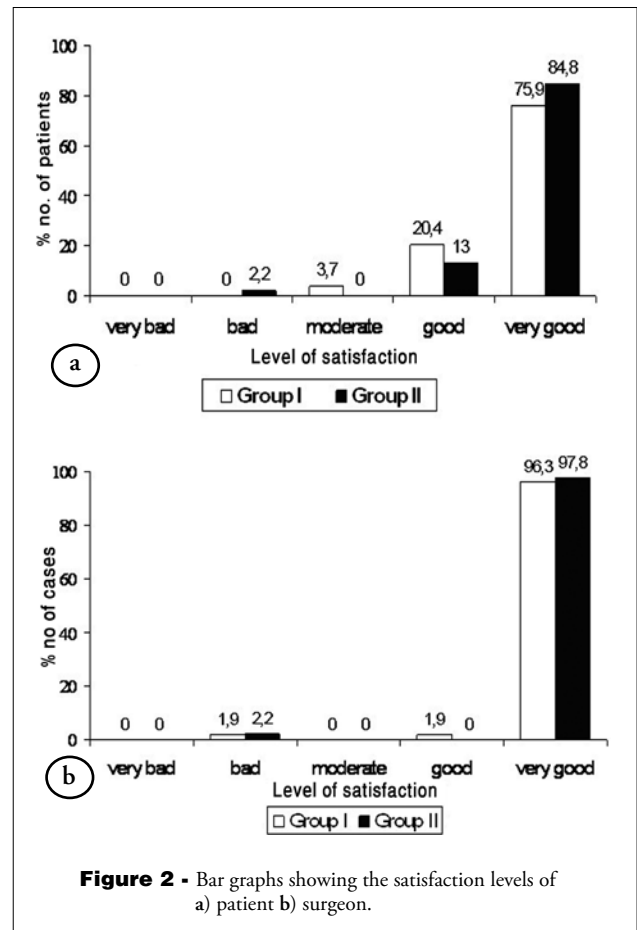 100
80
60
40
20
0
% no. of patients
0 0 0 2,2 3,7 0 20,4 13 75,9 84,8
very bad bad moderate good very good
Level of satisfaction
a
Group I Group II
100
80
60
40
20
0
% no of cases
0 0 1,9 2,2 0 0 1,9 0 96,3 97,8
very bad bad moderate good very good
Level of satisfaction
b
Group I Group II
Figure 2 - Bar graphs showing the satisfaction levels of
a) patient b) surgeon.